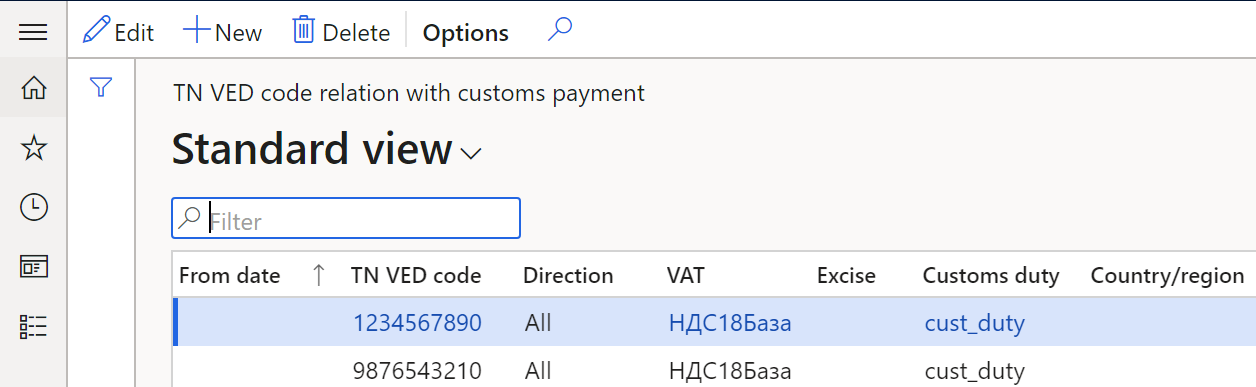 Edit New Delete Options
TN VED code relation with customs payment
Standard view
Filter
From date TN VED code Direction VAT Excise Customs duty Country/region
1234567890 All НДС18База cust_duty
9876543210 All НДС18База cust_duty